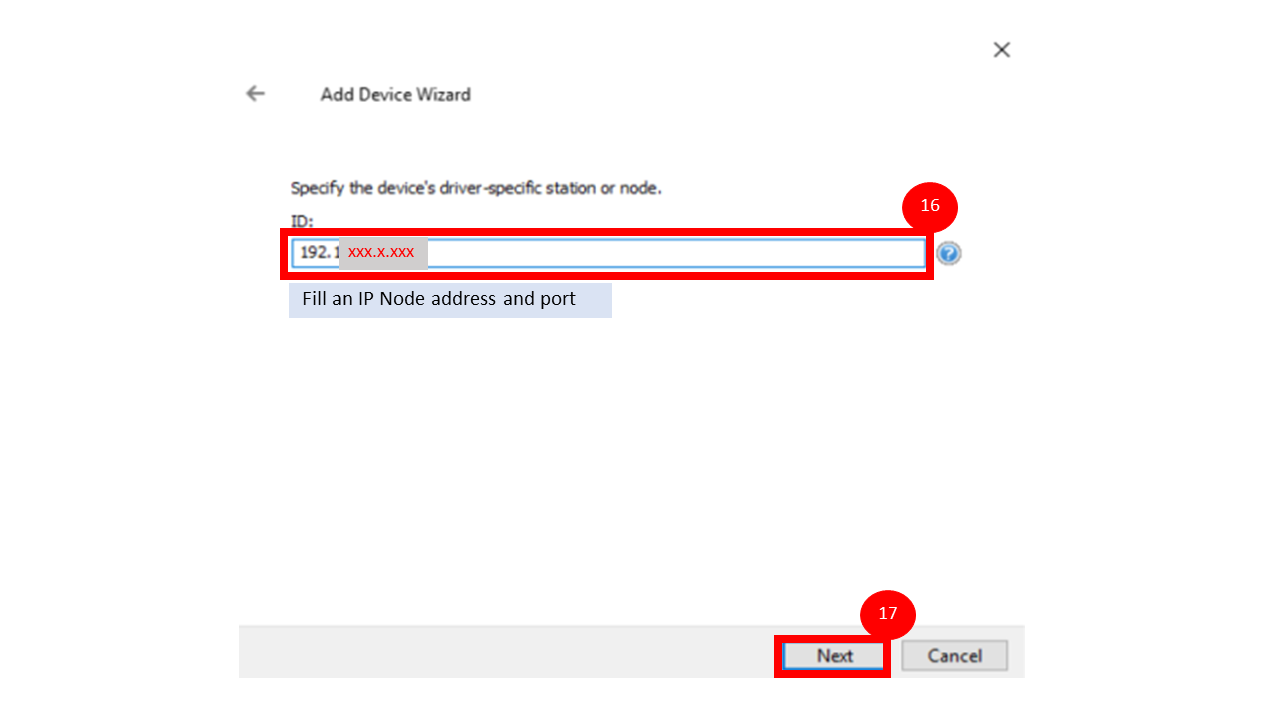 Add Device Wizard
Specify the device's driver-specific station or node.
16
ID:
192.1 xxx.x.xxx
Fill an IP Node address and port
17
Next Cancel